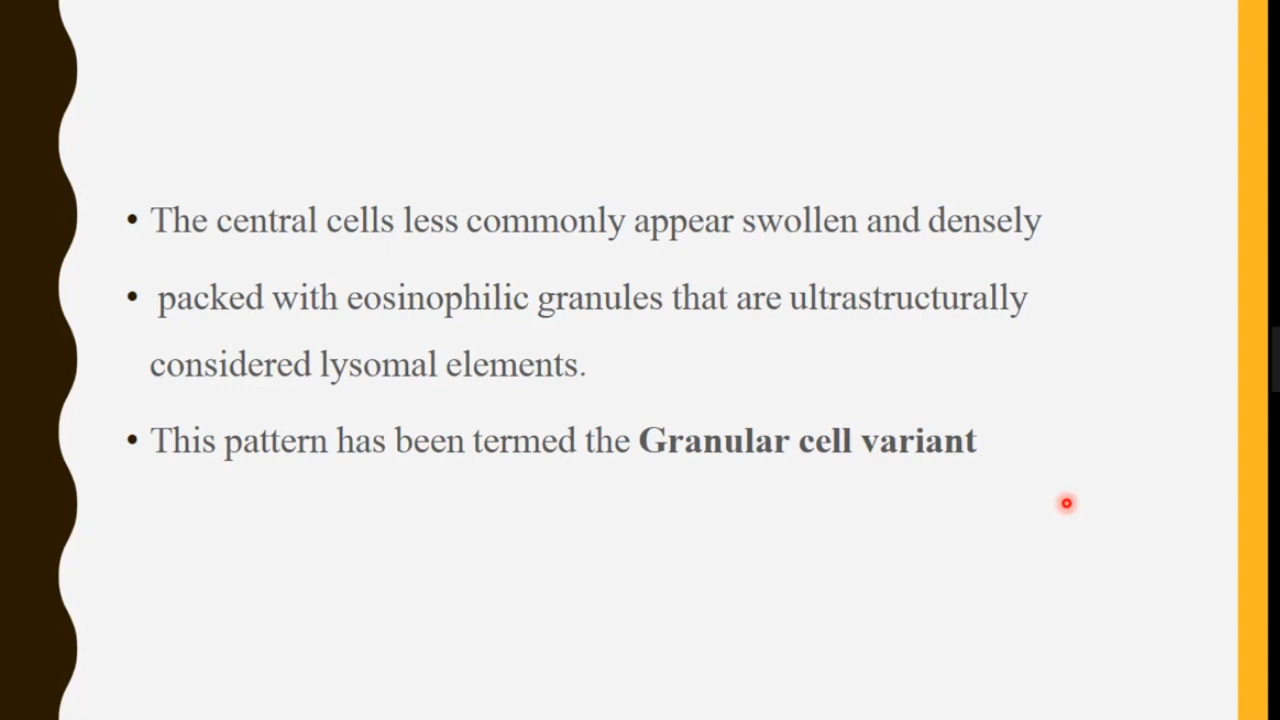 • The central cells less commonly appear swollen and densely
• packed with eosinophilic granules that are ultrastructurally
considered lysomal elements.
• This pattern has been termed the Granular cell variant